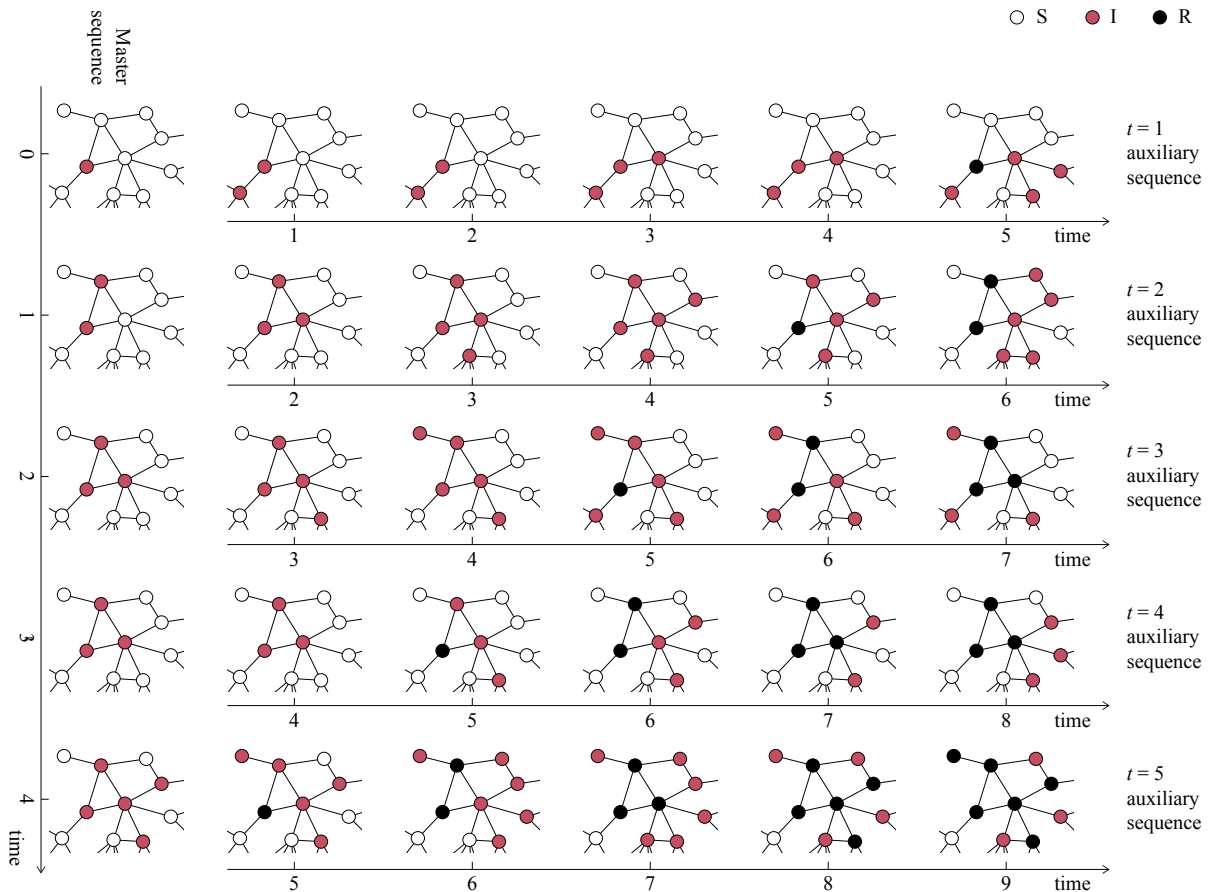 S I R
Master
sequence
0
t = 1
auxiliary
sequence
1 2 3 4 5 time
1
t = 2
auxiliary
sequence
2 3 4 5 6 time
2
t = 3
auxiliary
sequence
3 4 5 6 7 time
3
t = 4
auxiliary
sequence
4 5 6 7 8 time
4
t = 5
auxiliary
sequence
time
5 6 7 8 9 time